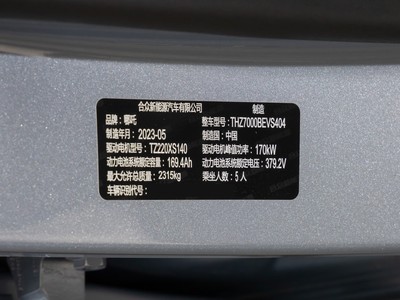 合众新能源汽车有限公司 制造
品牌：哪吒 整车型号：THZ7000BEVS404
制造年月：2023-05 制造国：中国
驱动电机型号：TZ220XS140 驱动电机峰值功率：170kW
动力电池系统额定容量：169.4Ah 动力电池系统额定电压：379.2V
最大允许总质量：2315kg 乘坐人数：5人
车辆识别代号：